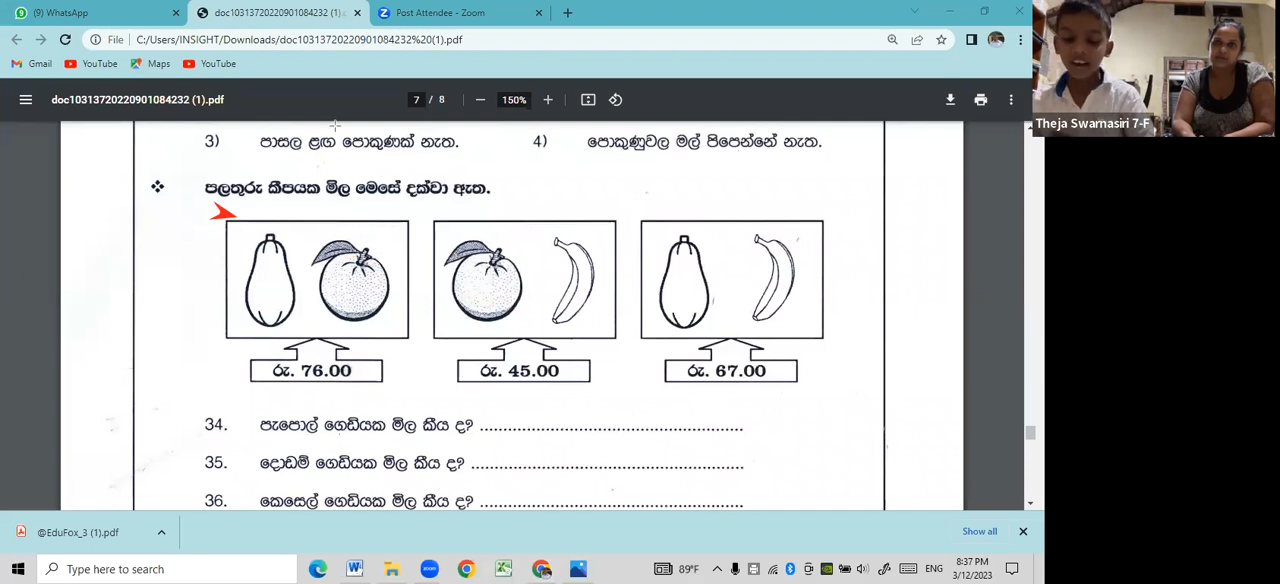 (9) WhatsApp
doc10313720220901084232 (1).
Post Attendee - Zoom
File
C:/Users/INSIGHT/Downloads/doc10313720220901084232%20(1).pdf
Gmail
YouTube
Maps
YouTube
doc10313720220901084232 (1).pdf
7 / 8
150%
Theja Swarnasiri 7-F
3) පාසල ළඟ පොකුණක් නැත.
4) පොකුණුවල මල් පිපෙන්නේ නැත.
❖ පලතුරු කීපයක මිල මෙසේ දක්වා ඇත.
රු. 76.00
රු. 45.00
රු. 67.00
34. පැපොල් ගෙඩියක මිල කීය ද? ......................................................
35. දොඩම් ගෙඩියක මිල කීය ද? ........................................................
36. කෙසෙල් ගෙඩියක මිල කීය ද? ......................................................
@EduFox_3 (1).pdf
Show all
Type here to search
89°F
ENG
8:37 PM
3/12/2023